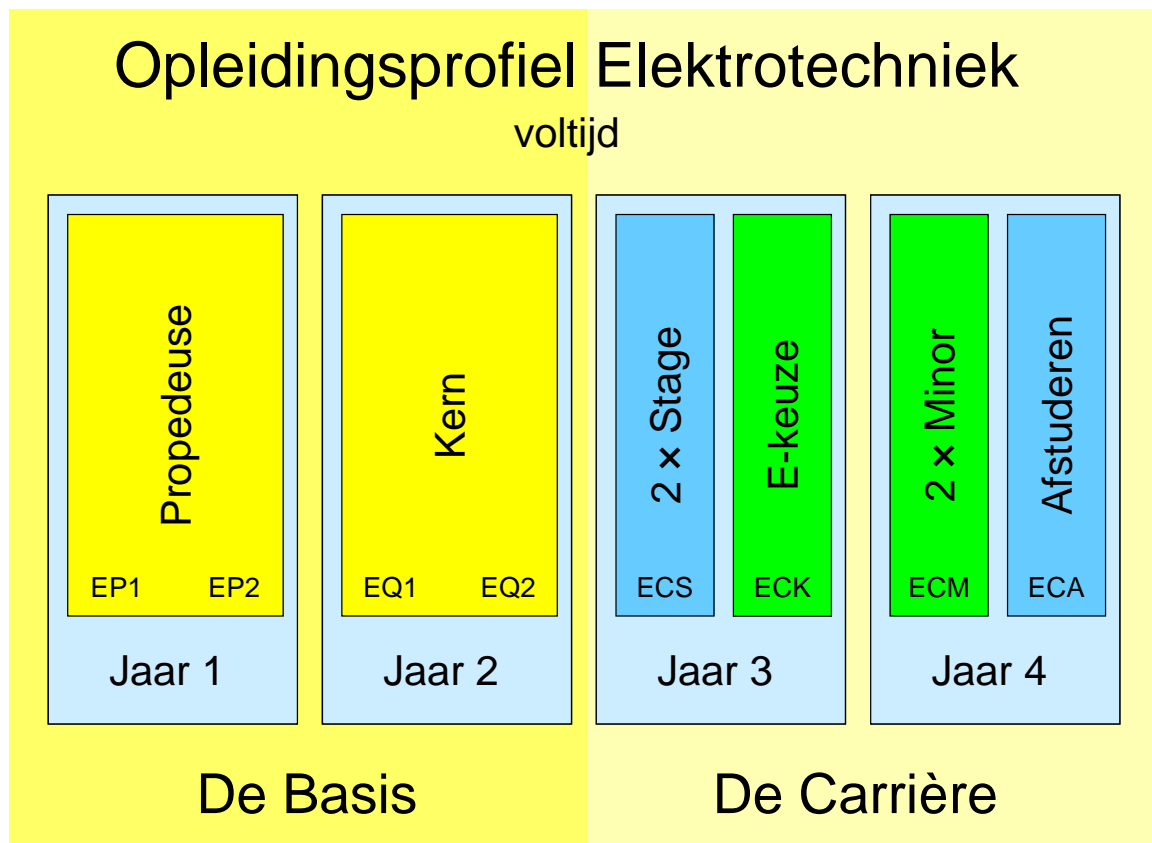 Opleidingsprofiel Elektrotechniek
voltijd
Propedeuse
EP1 EP2
Jaar 1
Kern
EQ1 EQ2
Jaar 2
2 × Stage
ECS
E-keuze
ECK
Jaar 3
2 × Minor
ECM
Afstuderen
ECA
Jaar 4
De Basis
De Carrière